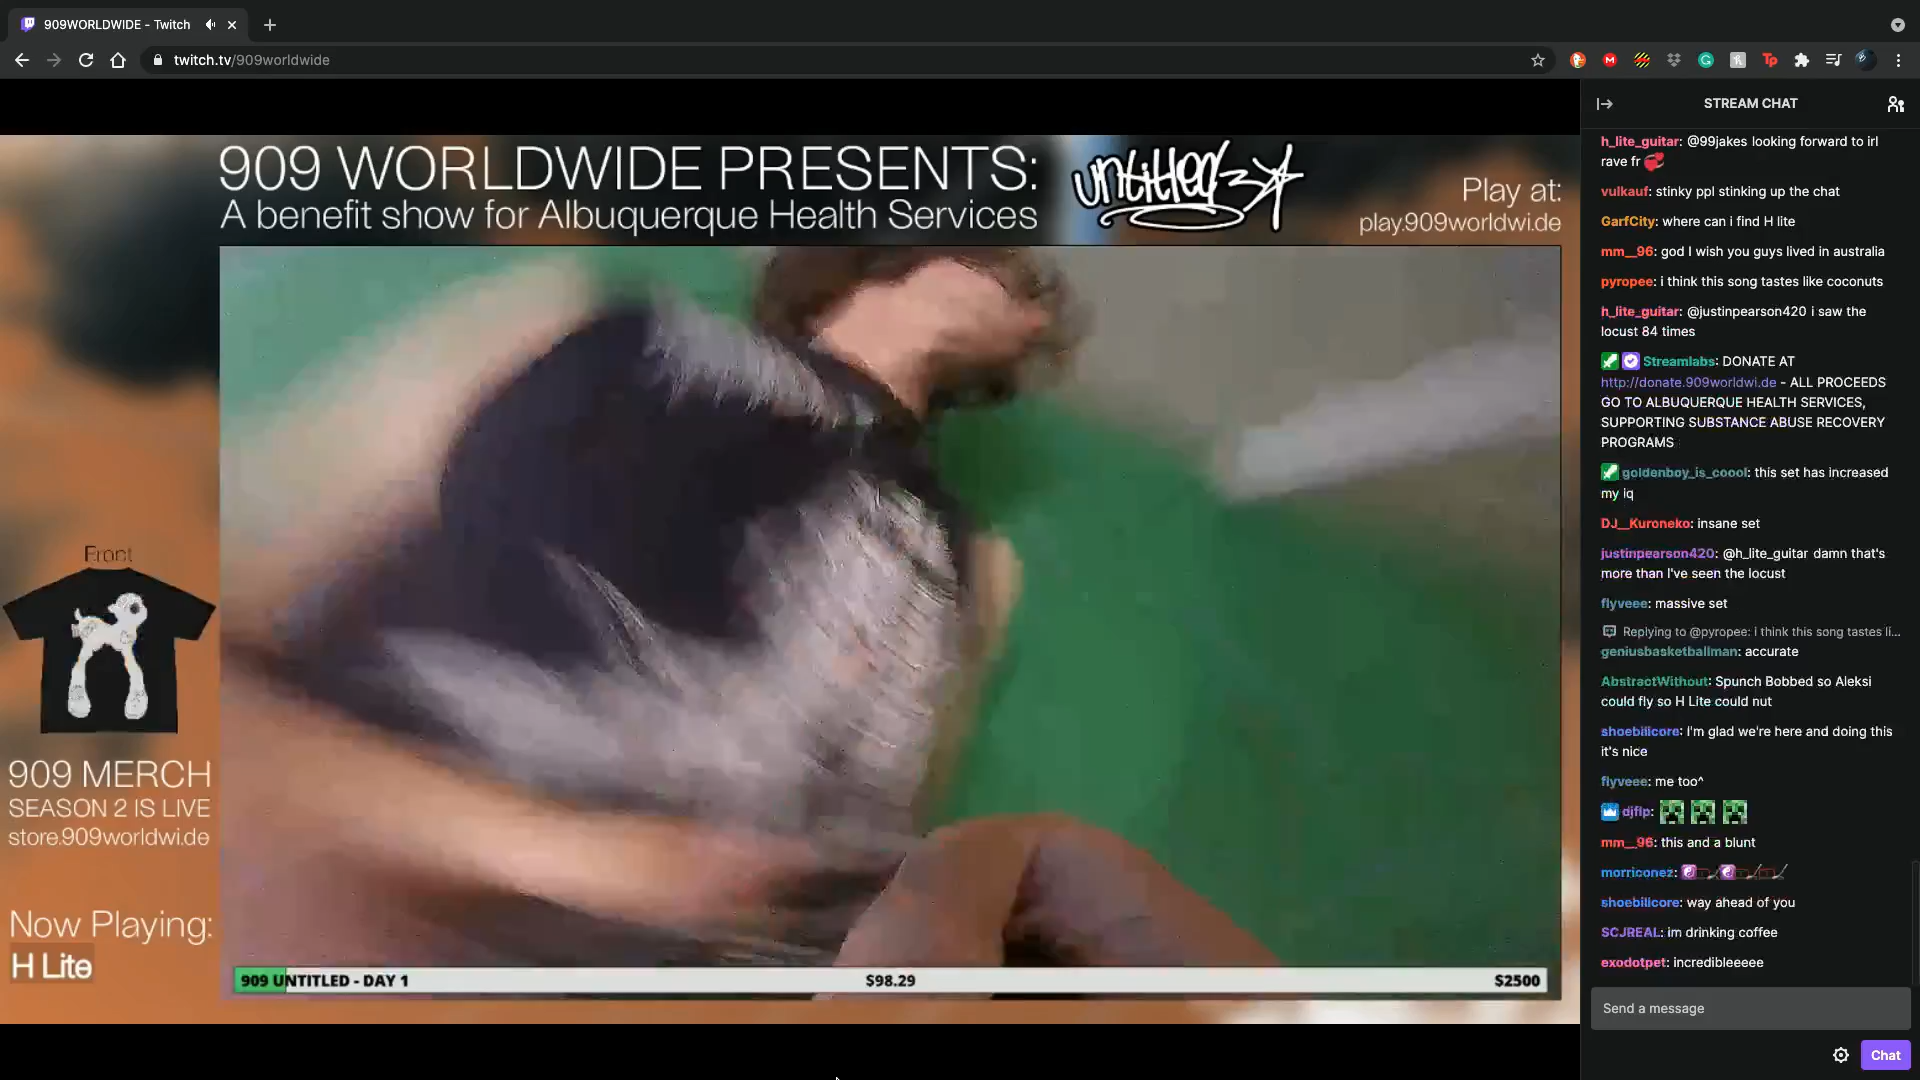 909WORLDWIDE - Twitch
twitch.tv/909worldwide
909 WORLDWIDE PRESENTS:
A benefit show for Albuquerque Health Services
untitled3
Play at:
play.909worldwi.de
Front
909 MERCH
SEASON 2 IS LIVE
store.909worldwi.de
Now Playing:
H Lite
909 UNTITLED - DAY 1
$98.29
$2500
STREAM CHAT
h_lite_guitar: @99jakes looking forward to irl
rave fr
vulkauf: stinky ppl stinking up the chat
GarfCity: where can i find H lite
mm__96: god I wish you guys lived in australia
pyropee: i think this song tastes like coconuts
h_lite_guitar: @justinpearson420 i saw the
locust 84 times
Streamlabs: DONATE AT
http://donate.909worldwi.de - ALL PROCEEDS
GO TO ALBUQUERQUE HEALTH SERVICES,
SUPPORTING SUBSTANCE ABUSE RECOVERY
PROGRAMS
goldenboy_is_coool: this set has increased
my iq
DJ__Kuroneko: insane set
justinpearson420: @h_lite_guitar damn that's
more than I've seen the locust
flyveee: massive set
Replying to @pyropee: i think this song tastes li...
geniusbasketballman: accurate
AbstractWithout: Spunch Bobbed so Aleksi
could fly so H Lite could nut
shoebillcore: I'm glad we're here and doing this
it's nice
flyveee: me too^
djflp:
mm__96: this and a blunt
morriconez:
shoebillcore: way ahead of you
SCJREAL: im drinking coffee
exodotpet: incredibleeeee
Send a message
Chat